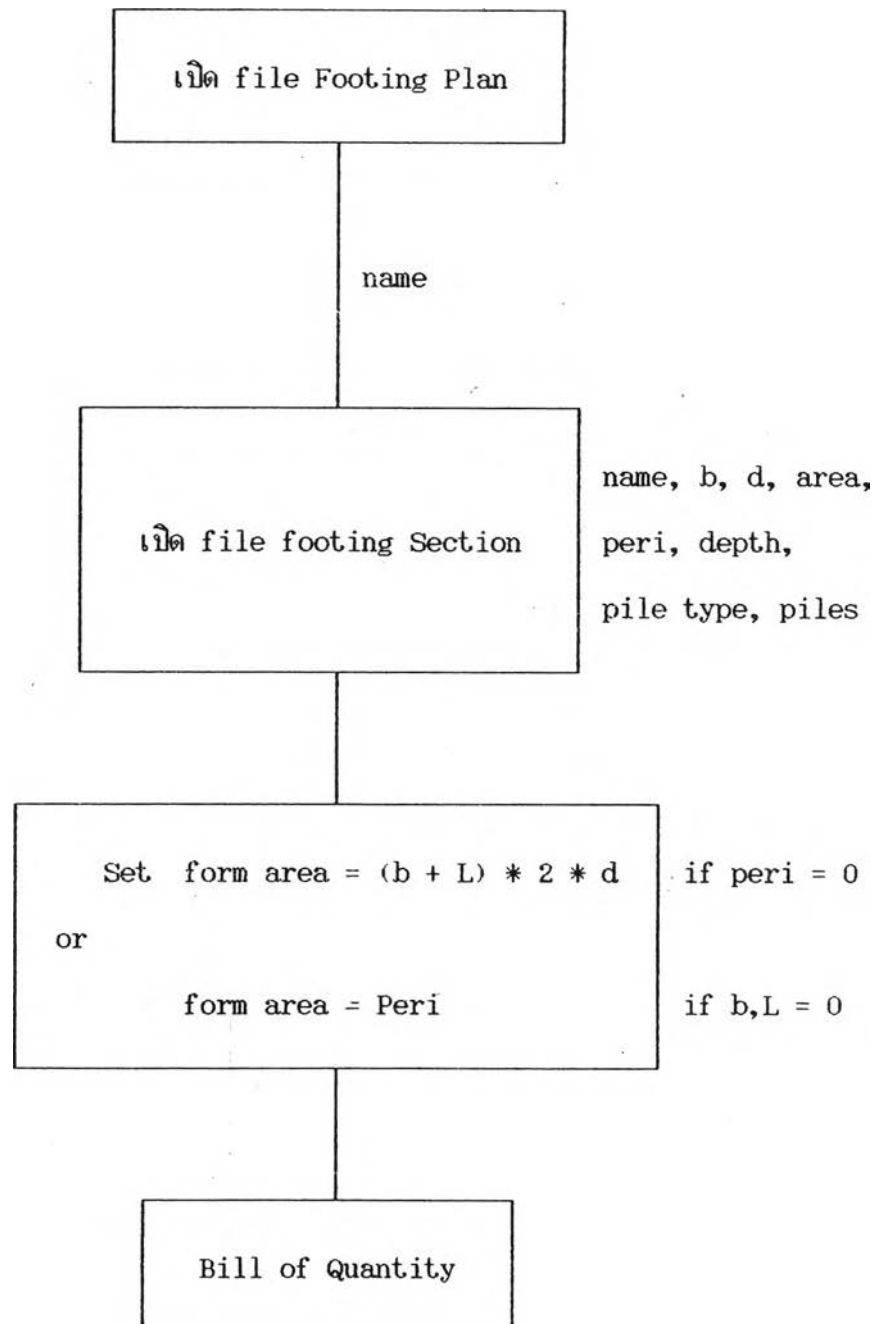 เปิด file Footing Plan
name
เปิด file footing Section
name, b, d, area,
peri, depth,
pile type, piles
Set form area = (b + L) * 2 * d if peri = 0
or
form area = Peri if b,L = 0
Bill of Quantity